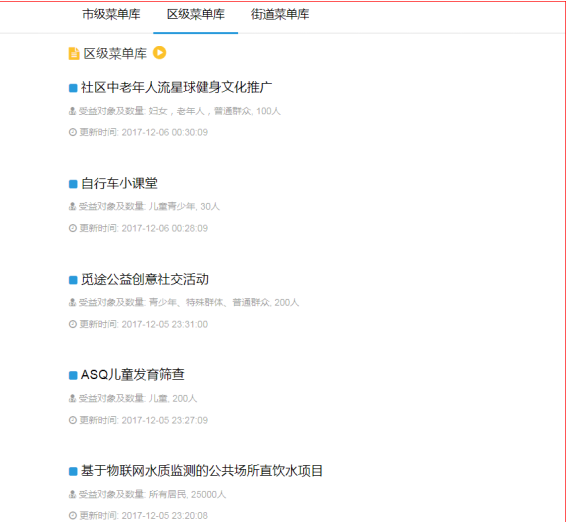 市级菜单库 区级菜单库 街道菜单库
区级菜单库
社区中老年人流星球健身文化推广
受益对象及数量: 妇女，老年人，普通群众, 100人
更新时间: 2017-12-06 00:30:09
自行车小课堂
受益对象及数量: 儿童青少年, 30人
更新时间: 2017-12-06 00:28:09
觅途公益创意社交活动
受益对象及数量: 青少年、特殊群体、普通群众, 200人
更新时间: 2017-12-05 23:31:00
ASQ儿童发育筛查
受益对象及数量: 儿童, 200人
更新时间: 2017-12-05 23:27:09
基于物联网水质监测的公共场所直饮水项目
受益对象及数量: 所有居民, 25000人
更新时间: 2017-12-05 23:20:08